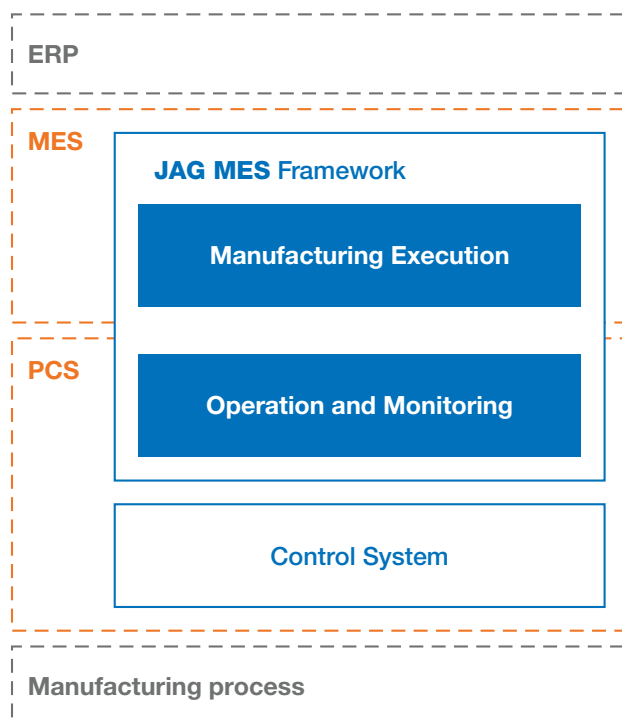 ERP
MES
JAG MES Framework
Manufacturing Execution
PCS
Operation and Monitoring
Control System
Manufacturing process